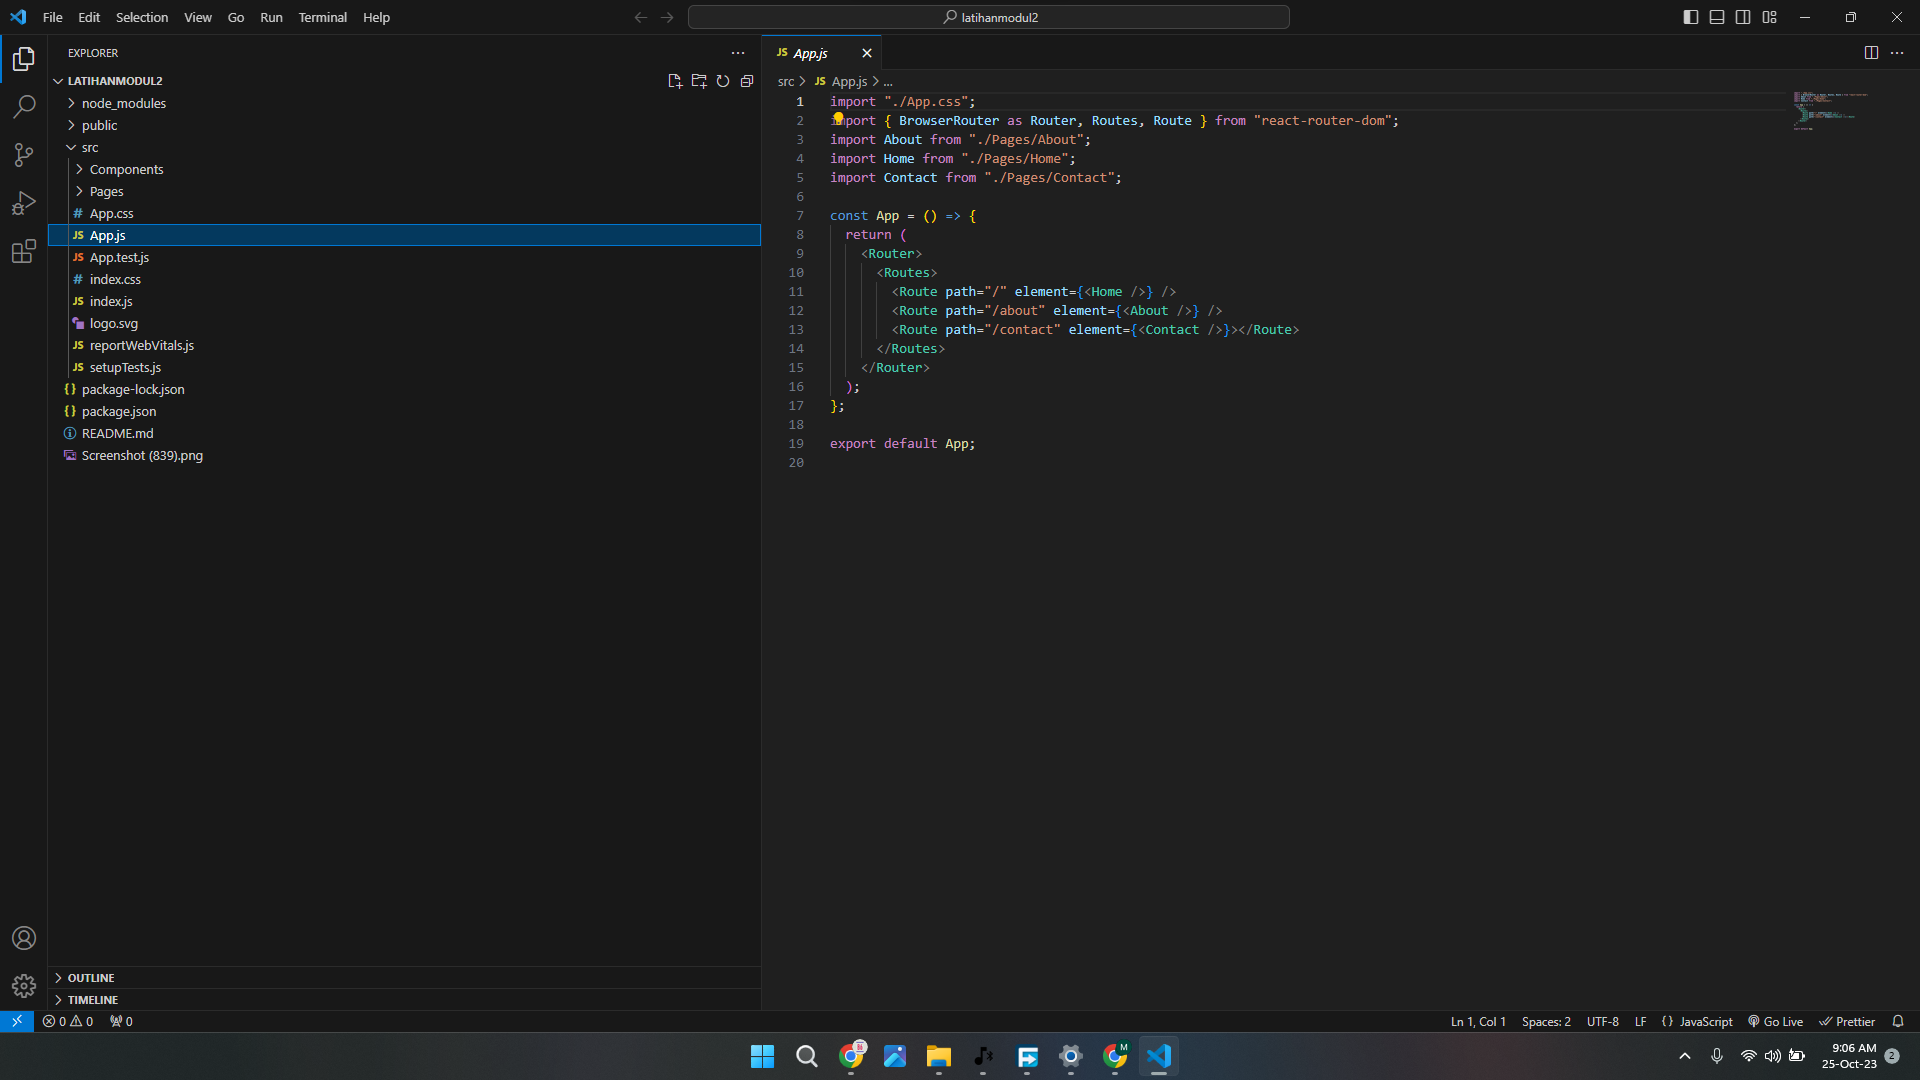 File Edit Selection View Go Run Terminal Help
latihanmodul2
EXPLORER
LATIHANMODUL2
node_modules
public
src
Components
Pages
# App.css
JS App.js
JS App.test.js
# index.css
JS index.js
logo.svg
JS reportWebVitals.js
JS setupTests.js
{} package-lock.json
{} package.json
README.md
Screenshot (839).png
OUTLINE
TIMELINE
JS App.js
src > JS App.js > ...
1 import "./App.css";
2 import { BrowserRouter as Router, Routes, Route } from "react-router-dom";
3 import About from "./Pages/About";
4 import Home from "./Pages/Home";
5 import Contact from "./Pages/Contact";
6
7 const App = () => {
8 return (
9 <Router>
10 <Routes>
11 <Route path="/" element={<Home />} />
12 <Route path="/about" element={<About />} />
13 <Route path="/contact" element={<Contact />}></Route>
14 </Routes>
15 </Router>
16 );
17 };
18
19 export default App;
20
0 0 0
Ln 1, Col 1 Spaces: 2 UTF-8 LF {} JavaScript Go Live Prettier
M
9:06 AM
25-Oct-23
2